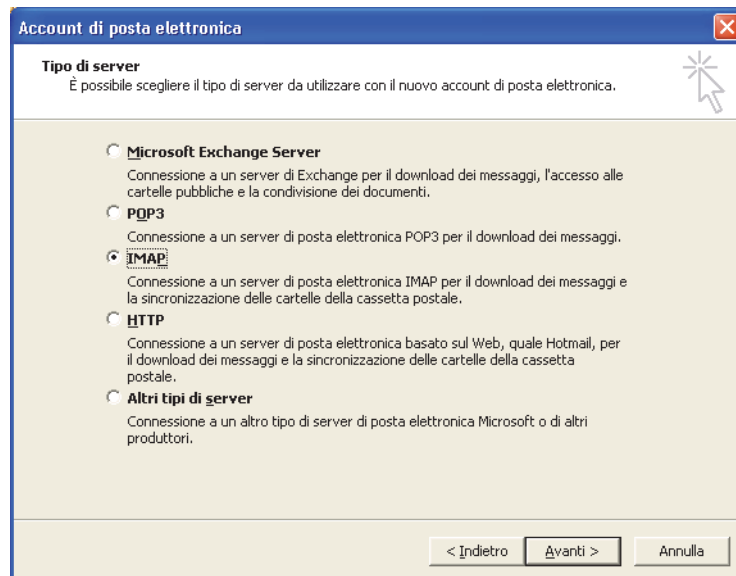 Account di posta elettronica
Tipo di server
È possibile scegliere il tipo di server da utilizzare con il nuovo account di posta elettronica.
Microsoft Exchange Server
Connessione a un server di Exchange per il download dei messaggi, l'accesso alle
cartelle pubbliche e la condivisione dei documenti.
POP3
Connessione a un server di posta elettronica POP3 per il download dei messaggi.
IMAP
Connessione a un server di posta elettronica IMAP per il download dei messaggi e
la sincronizzazione delle cartelle della cassetta postale.
HTTP
Connessione a un server di posta elettronica basato sul Web, quale Hotmail, per
il download dei messaggi e la sincronizzazione delle cartelle della cassetta
postale.
Altri tipi di server
Connessione a un altro tipo di server di posta elettronica Microsoft o di altri
produttori.
< Indietro Avanti > Annulla